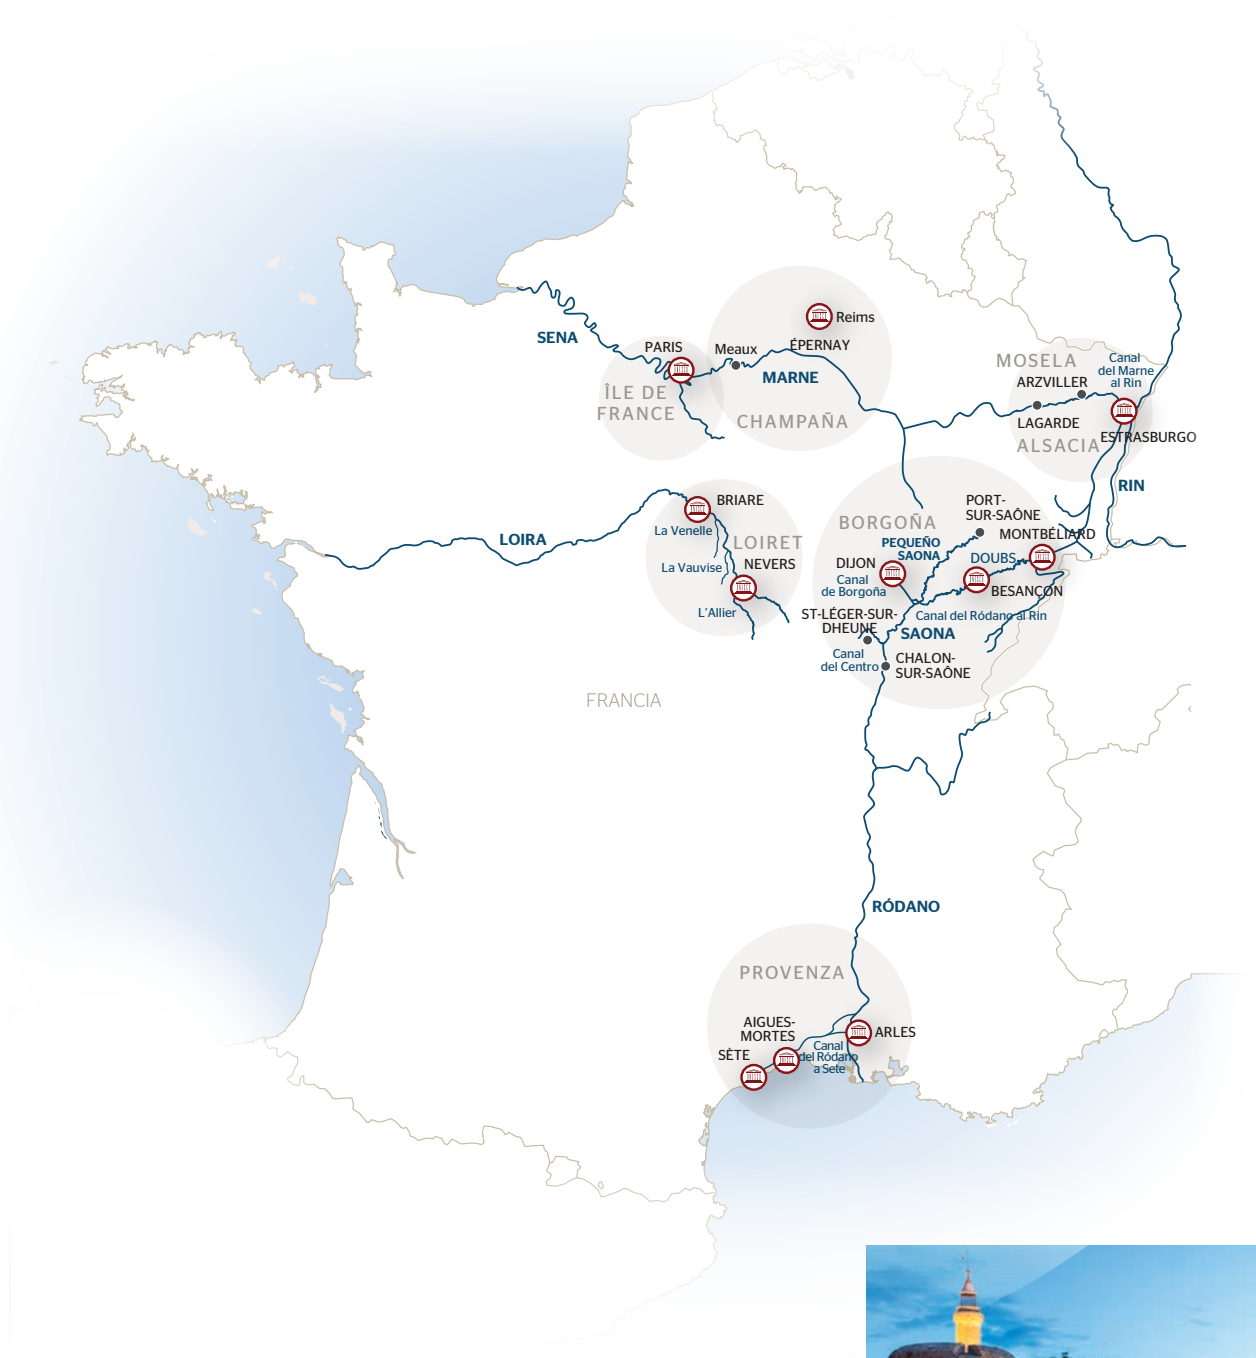 SENA
PARIS
Meaux
Reims
ÉPERNAY
MARNE
ÎLE DE
FRANCE
CHAMPAÑA
MOSELA
Canal
del Marne
al Rin
ARZVILLER
LAGARDE
ALSACIA
ESTRASBURGO
RIN
BRIARE
La Venelle
LOIRA
LOIRET
NEVERS
La Vauvise
L'Allier
PORT-
SUR-SAÔNE
BORGOÑA
MONTBÉLIARD
PEQUEÑO
SAONA
DOUBS
DIJON
Canal
de Borgoña
BESANÇON
ST-LÉGER-SUR-
DHEUNE
Canal del Ródano al Rin
SAONA
Canal
del Centro
CHALON-
SUR-SAÔNE
FRANCIA
RÓDANO
PROVENZA
AIGUES-
MORTES
ARLES
SÈTE
Canal
del Ródano
a Sete